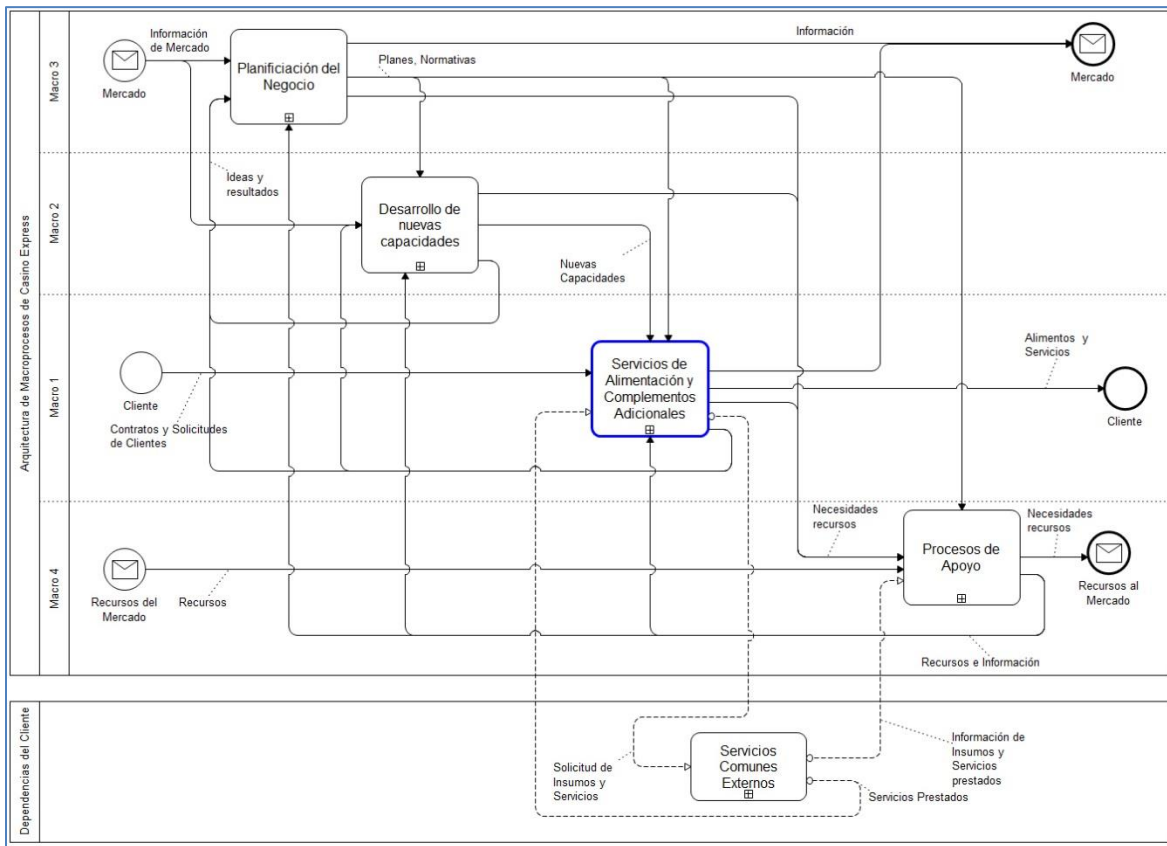 Arquitectura de Macroprocesos de Casino Express
Macro 3
Información
de Mercado
Mercado
Planificiación del
Negocio
Planes, Normativas
Información
Mercado
Ideas y
resultados
Macro 2
Desarrollo de
nuevas
capacidades
Nuevas
Capacidades
Macro 1
Cliente
Contratos y Solicitudes
de Clientes
Servicios de
Alimentación y
Complementos
Adicionales
Alimentos y
Servicios
Cliente
Macro 4
Recursos del
Mercado
Recursos
Necesidades
recursos
Procesos de
Apoyo
Necesidades
recursos
Recursos al
Mercado
Recursos e Información
Dependencias del Cliente
Solicitud de
Insumos y
Servicios
Servicios
Comunes
Externos
Información de
Insumos y
Servicios
prestados
Servicios Prestados